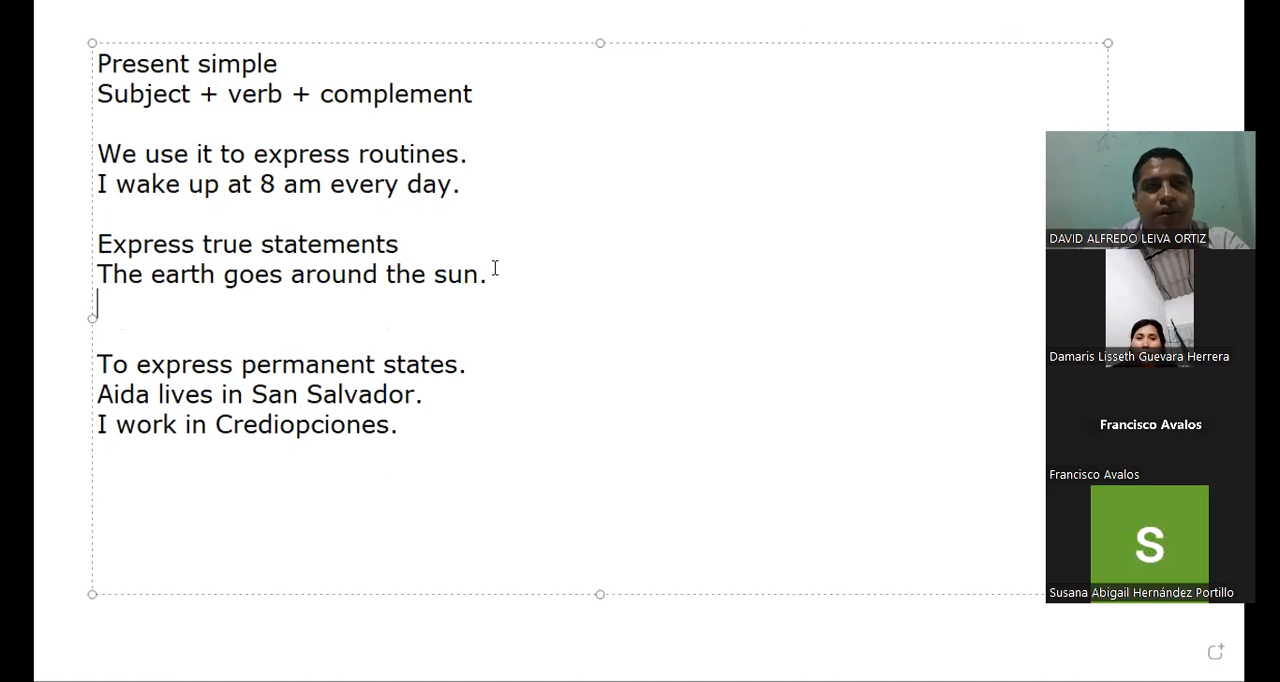 Present simple
Subject + verb + complement
We use it to express routines.
I wake up at 8 am every day.
Express true statements
The earth goes around the sun.
To express permanent states.
Aida lives in San Salvador.
I work in Crediopciones.
DAVID ALFREDO LEIVA ORTIZ
Damaris Lisseth Guevara Herrera
Francisco Avalos
Francisco Avalos
S
Susana Abigail Hernández Portillo